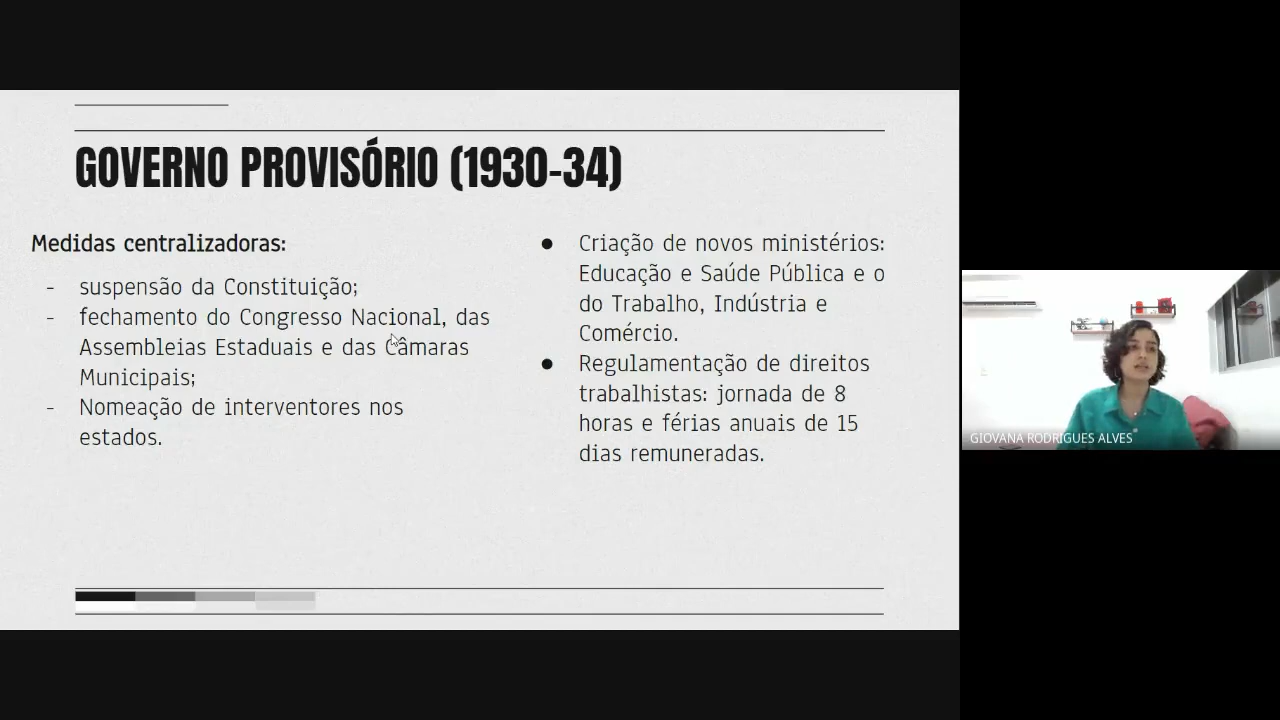 GOVERNO PROVISÓRIO (1930-34)
Medidas centralizadoras:
- suspensão da Constituição;
- fechamento do Congresso Nacional, das
Assembleias Estaduais e das Câmaras
Municipais;
- Nomeação de interventores nos
estados.
● Criação de novos ministérios:
Educação e Saúde Pública e o
do Trabalho, Indústria e
Comércio.
● Regulamentação de direitos
trabalhistas: jornada de 8
horas e férias anuais de 15
dias remuneradas.
GIOVANA RODRIGUES ALVES